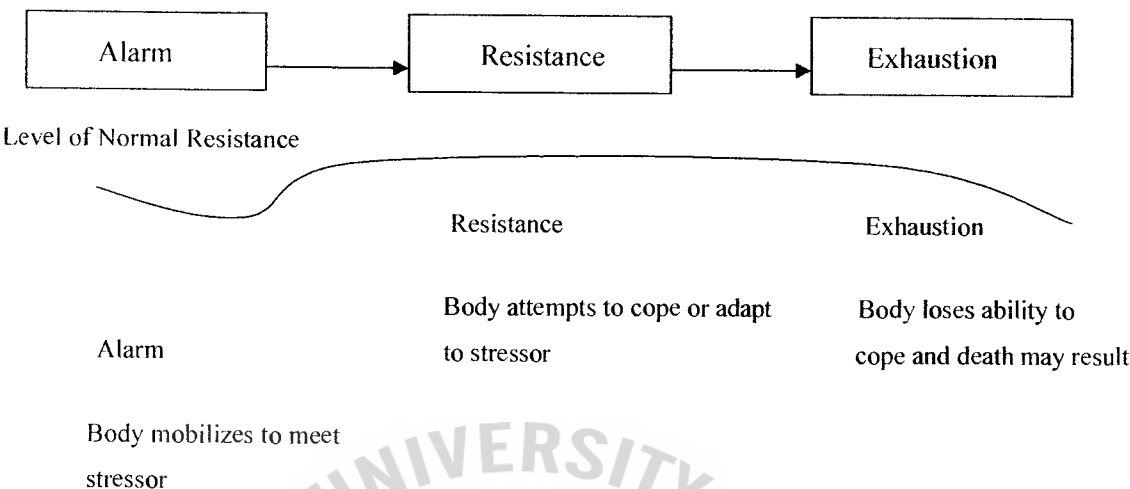 Alarm
Resistance
Exhaustion
Level of Normal Resistance
Resistance
Exhaustion
Body attempts to cope or adapt
to stressor
Body loses ability to
cope and death may result
Alarm
Body mobilizes to meet
stressor
UNIVERSITY